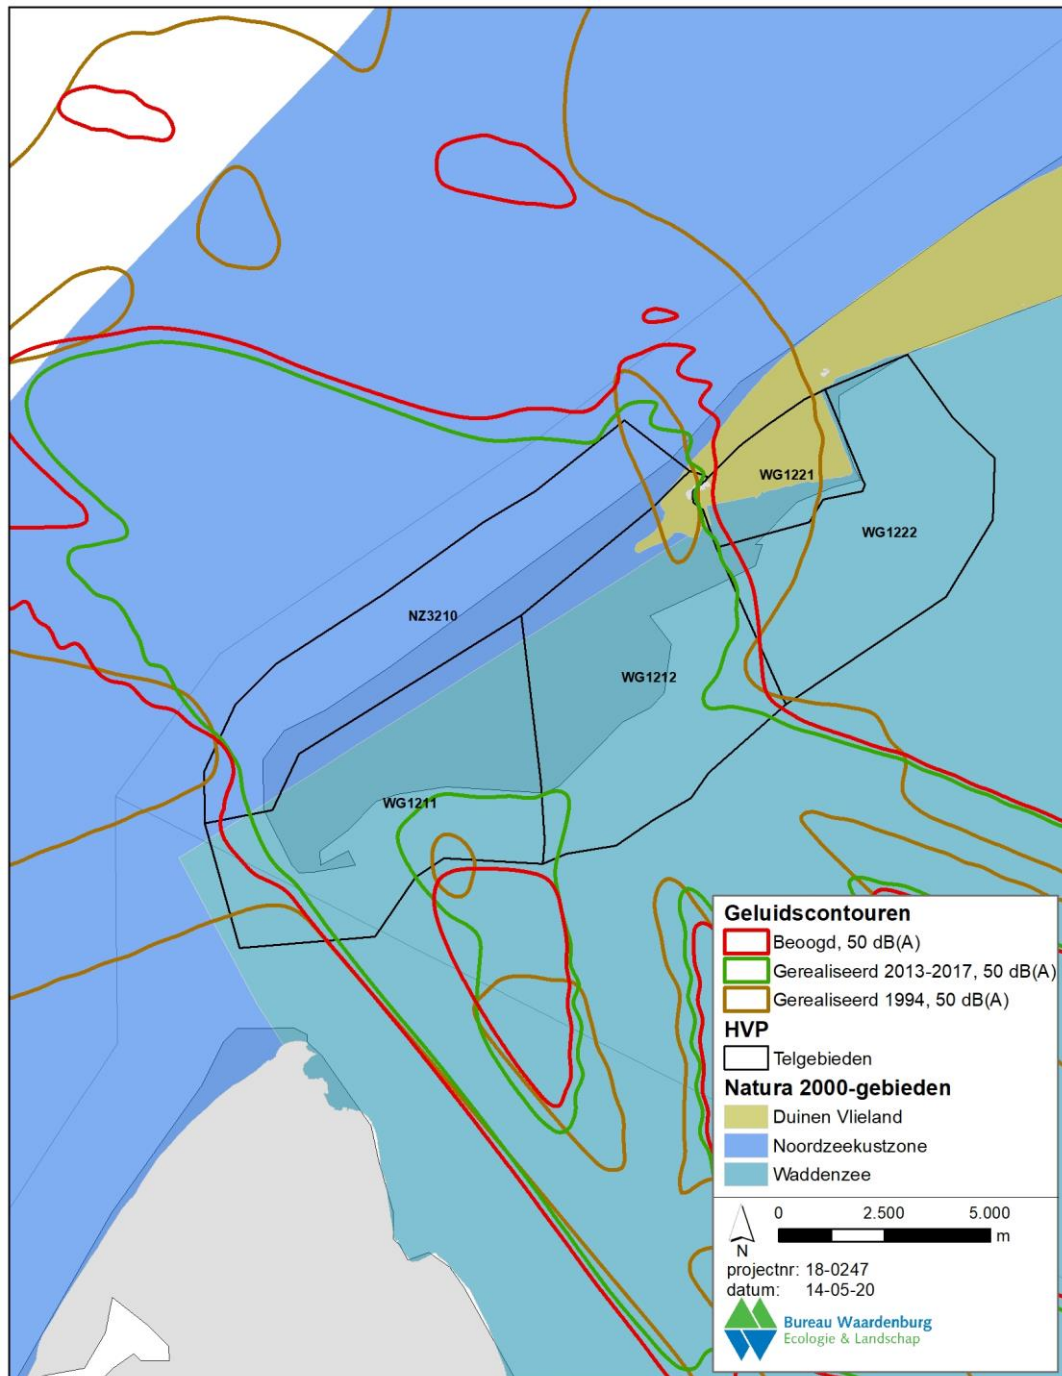 WG1221
WG1222
NZ3210
WG1212
WG1211
Geluidscontouren
Beoogd, 50 dB(A)
Gerealiseerd 2013-2017, 50 dB(A)
Gerealiseerd 1994, 50 dB(A)
HVP
Telgebieden
Natura 2000-gebieden
Duinen Vlieland
Noordzeekustzone
Waddenzee
0 2.500 5.000
m
N
projectnr: 18-0247
datum: 14-05-20
Bureau Waardenburg
Ecologie & Landschap